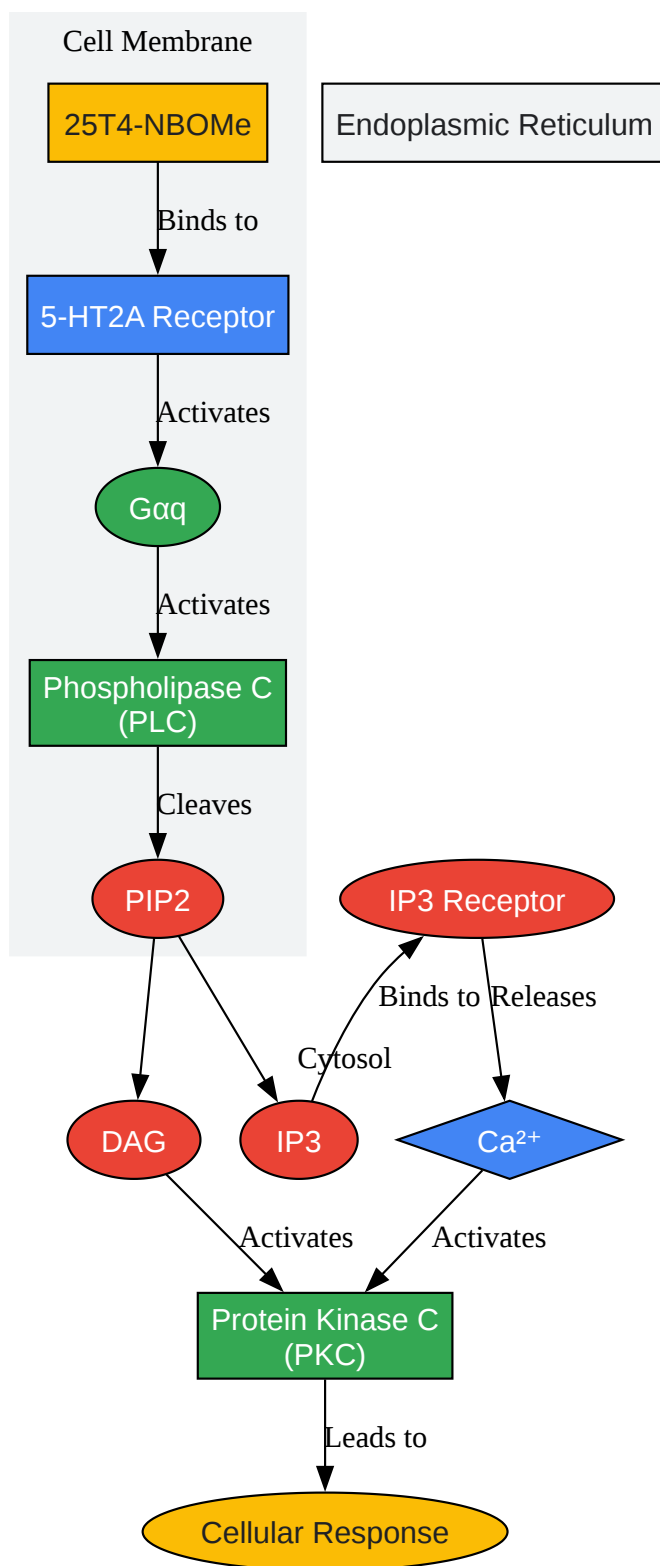 Cell Membrane
25T4-NBOMe
Endoplasmic Reticulum
Binds to
5-HT2A Receptor
Activates
Gαq
Activates
Phospholipase C
(PLC)
Cleaves
PIP2
IP3 Receptor
Binds to
Releases
Cytosol
DAG
IP3
Ca²⁺
Activates
Activates
Protein Kinase C
(PKC)
Leads to
Cellular Response